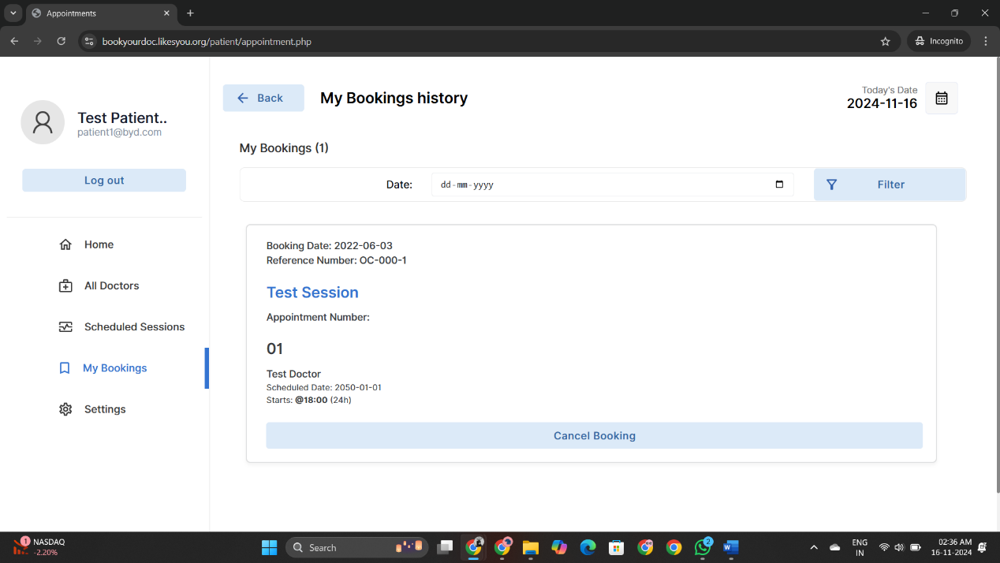 Appointments
bookyourdoc.likesyou.org/patient/appointment.php
Incognito
Test Patient..
patient1@byd.com
Log out
Home
All Doctors
Scheduled Sessions
My Bookings
Settings
Back
My Bookings history
Today's Date
2024-11-16
My Bookings (1)
Date:
dd-mm-yyyy
Filter
Booking Date: 2022-06-03
Reference Number: OC-000-1
Test Session
Appointment Number:
01
Test Doctor
Scheduled Date: 2050-01-01
Starts: @18:00 (24h)
Cancel Booking
1
NASDAQ
-2.20%
Search
2
W
ENG
IN
02:36 AM
16-11-2024